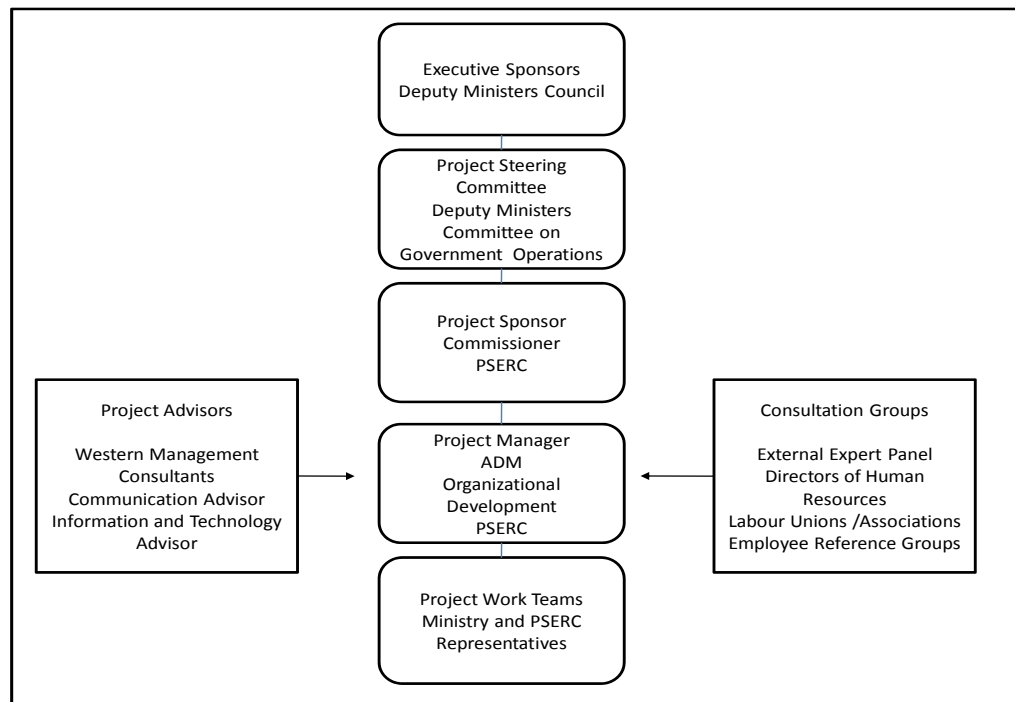 Executive Sponsors
Deputy Ministers Council
Project Steering
Committee
Deputy Ministers
Committee on
Government Operations
Project Sponsor
Commissioner
PSERC
Project Advisors
Western Management
Consultants
Communication Advisor
Information and Technology
Advisor
Project Manager
ADM
Organizational
Development
PSERC
Consultation Groups
External Expert Panel
Directors of Human
Resources
Labour Unions /Associations
Employee Reference Groups
Project Work Teams
Ministry and PSERC
Representatives